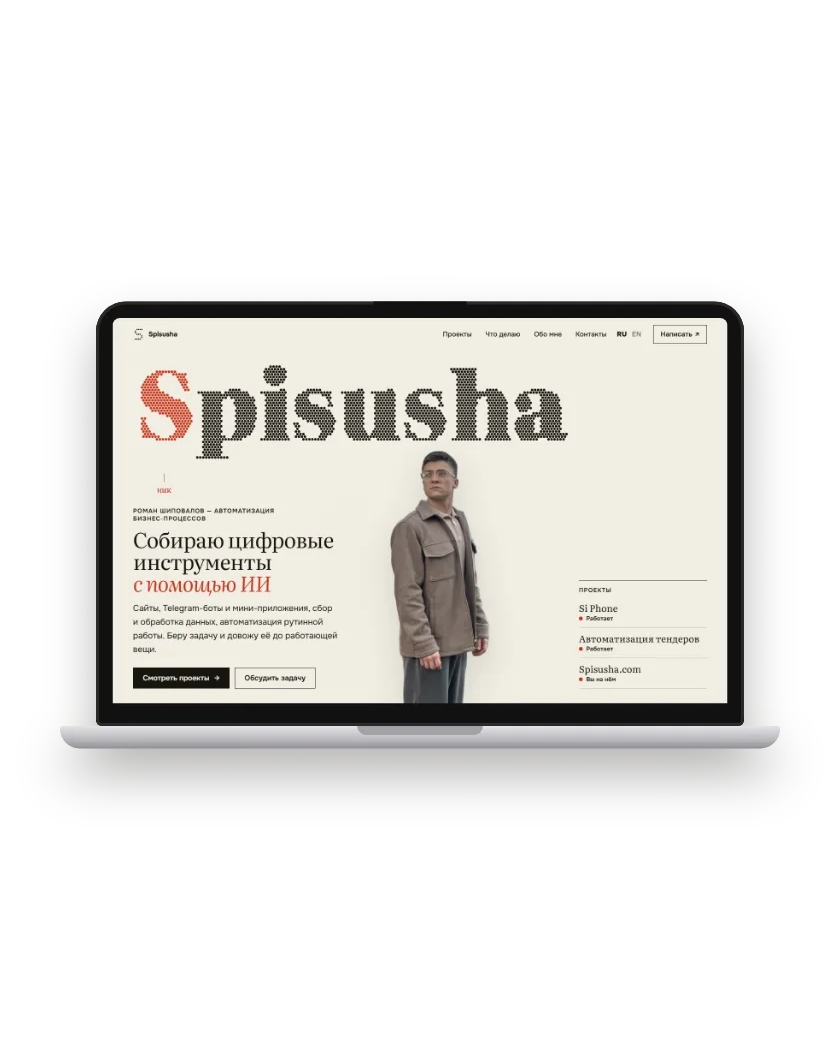 Spisusha
Проекты Что делаю Обо мне Контакты RU EN Написать ↗
Spisusha
ник
РОМАН ШИПОВАЛОВ — АВТОМАТИЗАЦИЯ
БИЗНЕС-ПРОЦЕССОВ
Собираю цифровые
инструменты
с помощью ИИ
Сайты, Telegram-боты и мини-приложения, сбор
и обработка данных, автоматизация рутинной
работы. Беру задачу и довожу её до работающей
вещи.
Смотреть проекты → Обсудить задачу
ПРОЕКТЫ
Si Phone
Работает
Автоматизация тендеров
Работает
Spisusha.com
Вы на нём